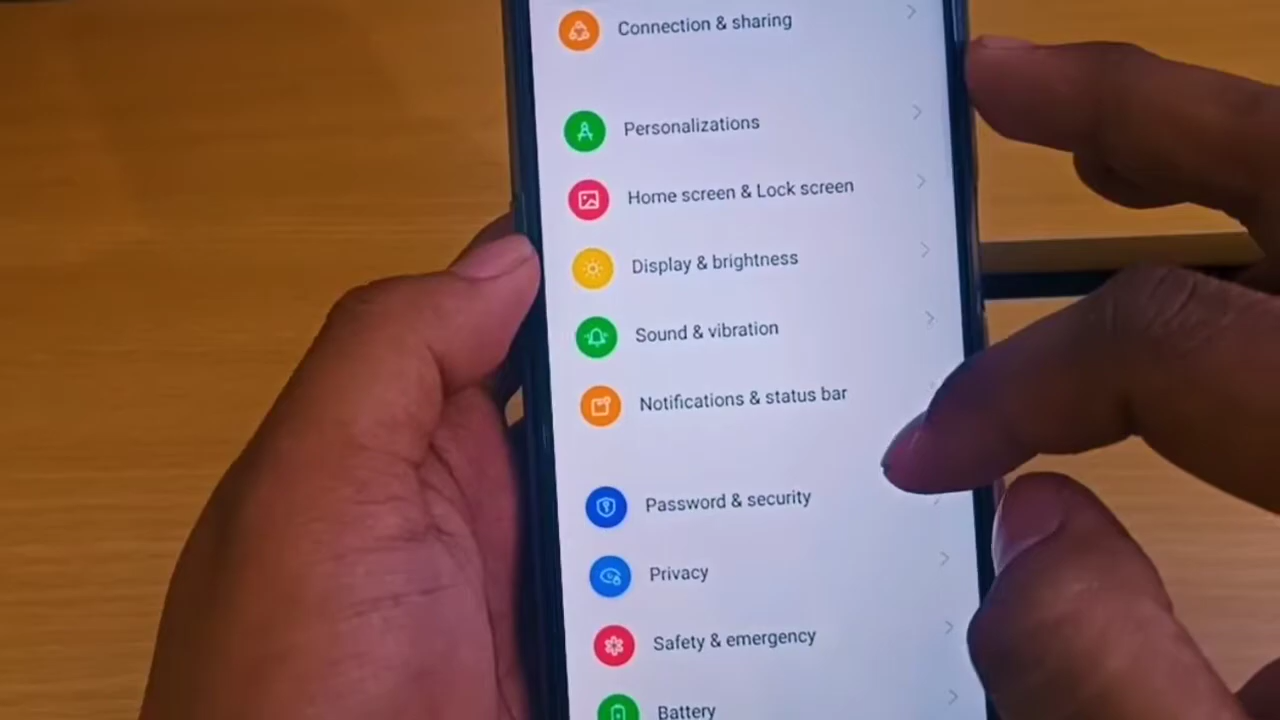 Connection & sharing
Personalizations
Home screen & Lock screen
Display & brightness
Sound & vibration
Notifications & status bar
Password & security
Privacy
Safety & emergency
Battery